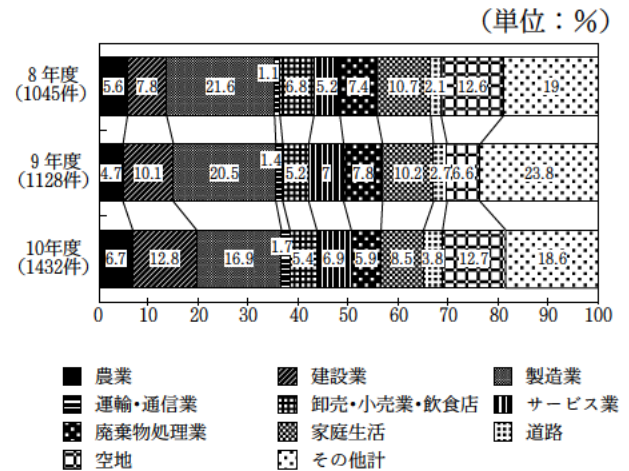 (単位：％)
8年度 5.6 7.8 21.6 1.1 6.8 5.2 7.4 10.7 2.1 12.6 19
(1045件)
9年度 4.7 10.1 20.5 1.4 5.2 7 7.8 10.2 2.7 6.6 23.8
(1128件)
10年度 6.7 12.8 16.9 1.7 5.4 6.9 5.9 8.5 3.8 12.7 18.6
(1432件)
0 10 20 30 40 50 60 70 80 90 100
農業 建設業 製造業
運輸・通信業 卸売・小売業・飲食店 サービス業
廃棄物処理業 家庭生活 道路
空地 その他計